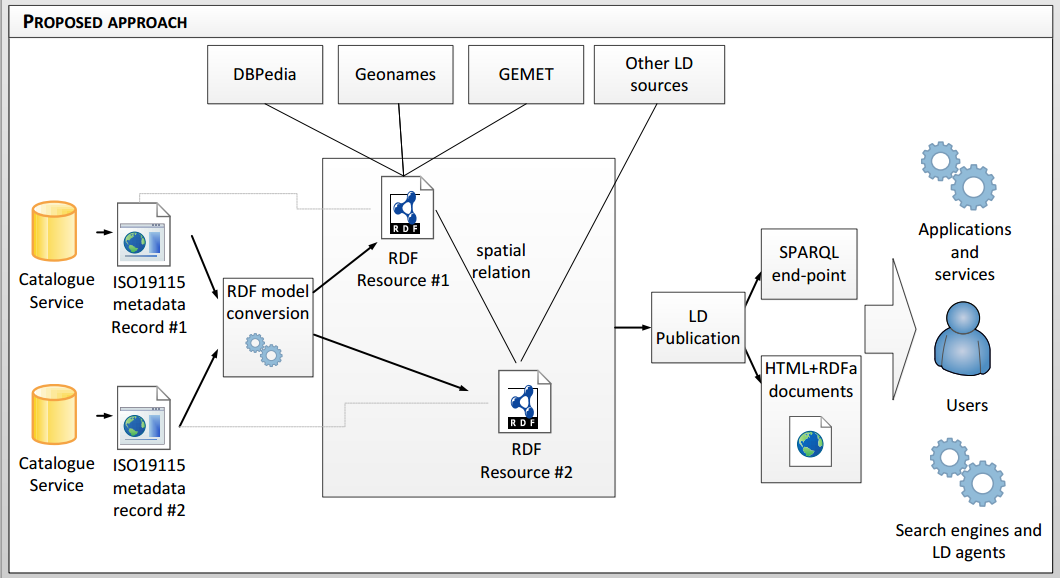 PROPOSED APPROACH
DBPedia
Geonames
GEMET
Other LD
sources
Catalogue
Service
ISO19115
metadata
Record #1
RDF model
conversion
RDF
RDF
Resource #1
spatial
relation
Catalogue
Service
ISO19115
metadata
record #2
RDF
RDF
Resource #2
LD
Publication
SPARQL
end-point
HTML+RDFa
documents
Applications
and
services
Users
Search engines and
LD agents